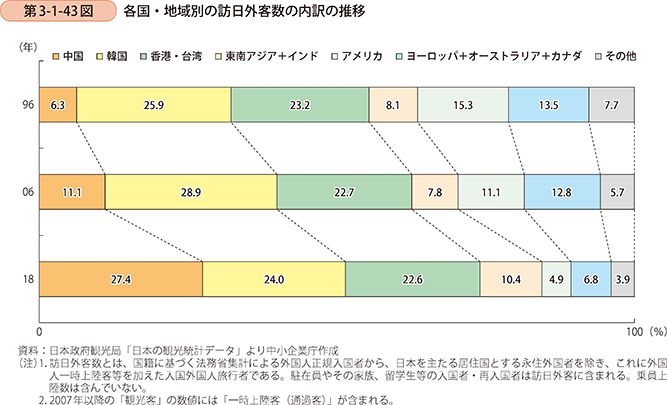 第3-1-43図 各国・地域別の訪日外客数の内訳の推移
（年） 中国 韓国 香港・台湾 東南アジア＋インド アメリカ ヨーロッパ＋オーストラリア＋カナダ その他
96 6.3 25.9 23.2 8.1 15.3 13.5 7.7
06 11.1 28.9 22.7 7.8 11.1 12.8 5.7
18 27.4 24.0 22.6 10.4 4.9 6.8 3.9
0 100（%）
資料：日本政府観光局「日本の観光統計データ」より中小企業庁作成
（注）1. 訪日外客数とは、国籍に基づく法務省集計による外国人正規入国者から、日本を主たる居住国とする永住外国者を除き、これに外国
人一時上陸客等を加えた入国外国人旅行者である。駐在員やその家族、留学生等の入国者・再入国者は訪日外客に含まれる。乗員上
陸数は含んでいない。
2. 2007年以降の「観光客」の数値には「一時上陸客（通過客）」が含まれる。